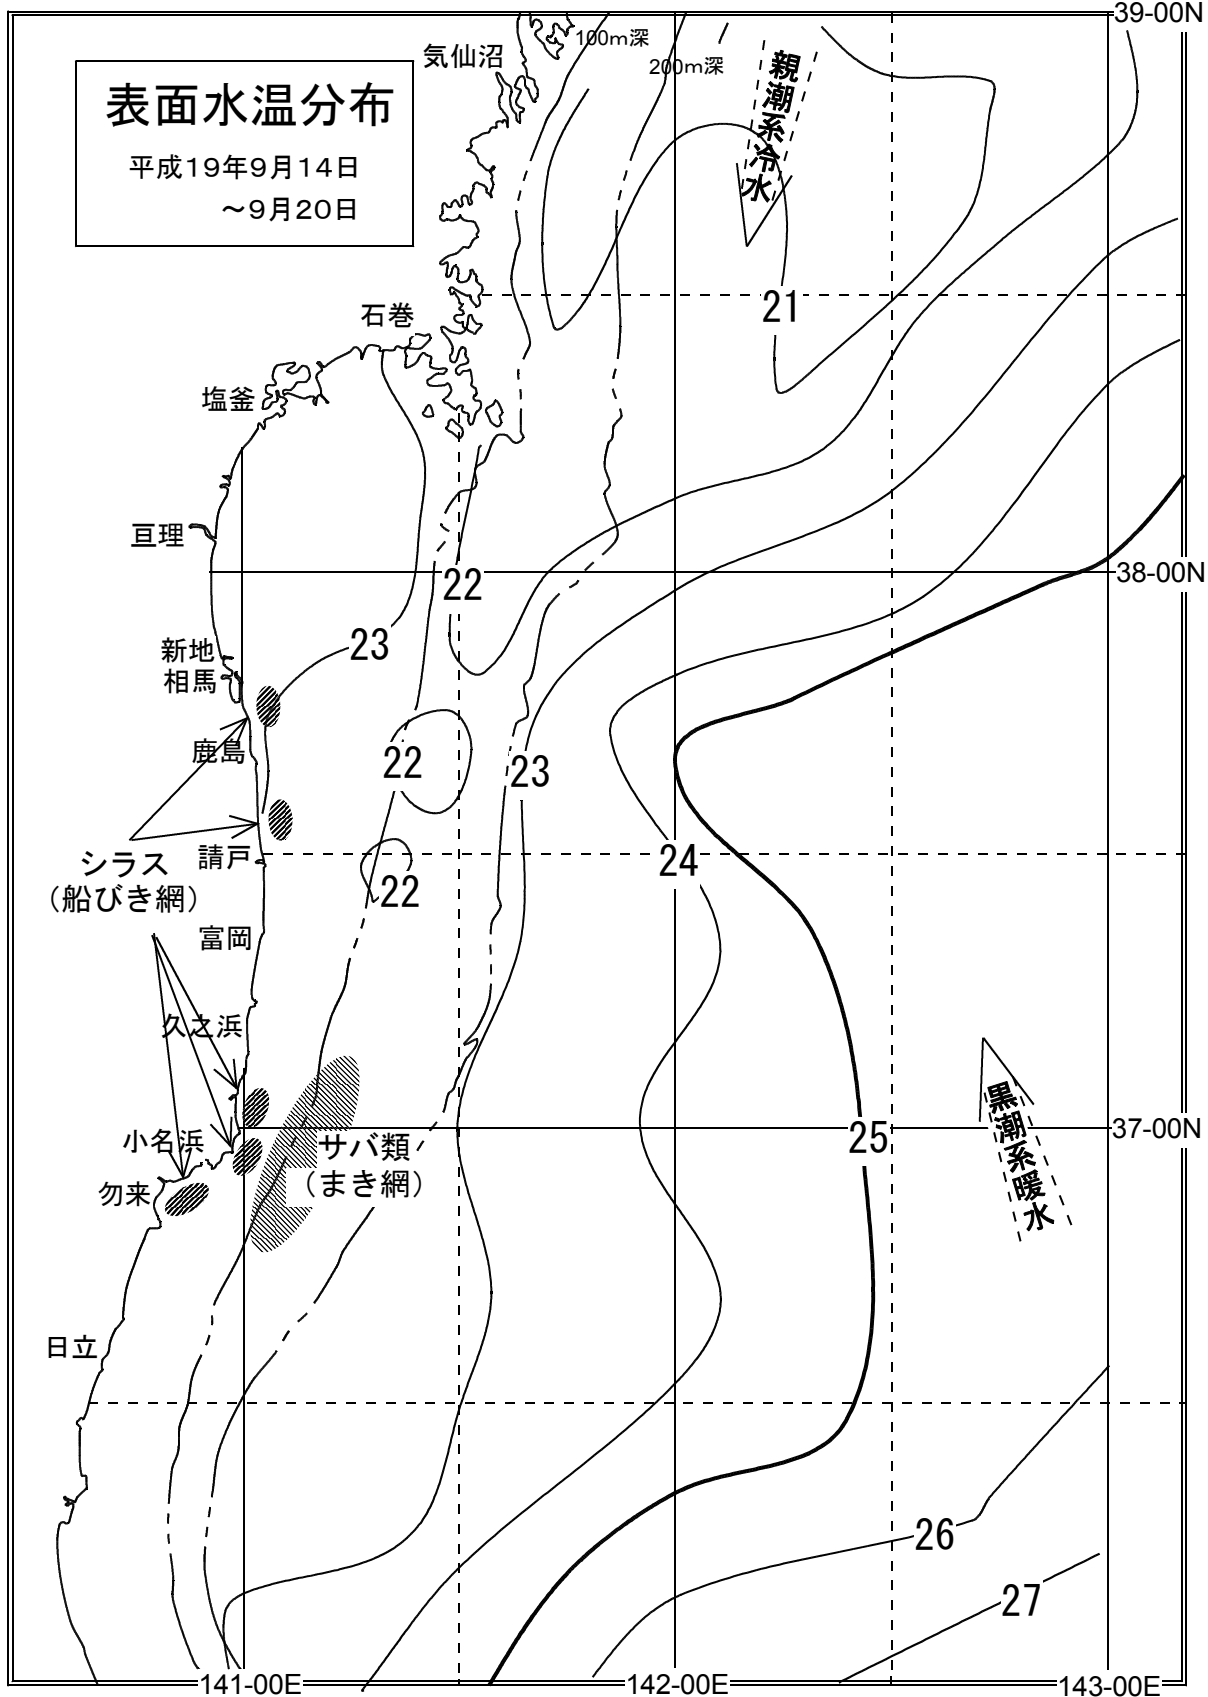 39-00N
気仙沼
100m深
200m深
表面水温分布
平成19年9月14日
～9月20日
親潮系冷水
21
石巻
塩釜
亘理
22
38-00N
23
新地
相馬
鹿島
22
23
シラス
(船びき網)
請戸
24
22
富岡
久之浜
黒潮系暖水
小名浜
サバ類
(まき網)
25
37-00N
勿来
日立
26
27
141-00E
142-00E
143-00E